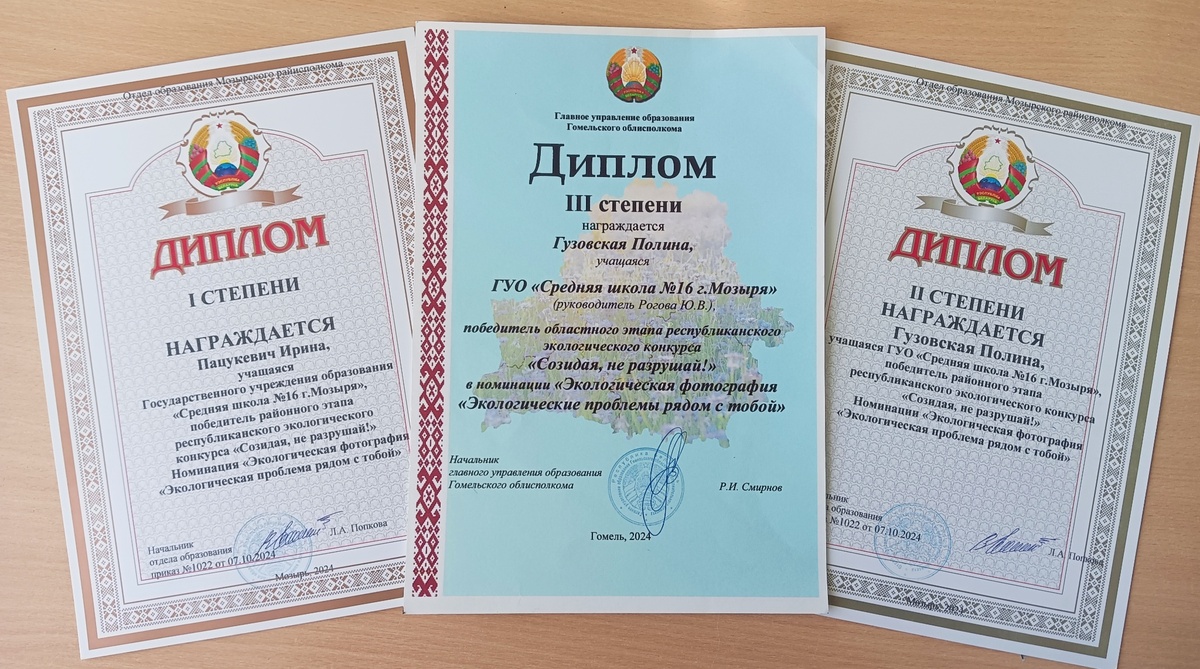 Отдел образования Мозырского райисполкома
ДИПЛОМ
I СТЕПЕНИ
НАГРАЖДАЕТСЯ
Пацукевич Ирина,
учащаяся
Государственного учреждения образования
«Средняя школа №16 г.Мозыря»,
победитель районного этапа
республиканского экологического
конкурса «Созидая, не разрушай!»
Номинация «Экологическая фотография
«Экологическая проблема рядом с тобой»
Начальник
отдела образования
Л.А. Попкова
приказ №1022 от 07.10.2024
Мозырь, 2024
Главное управление образования
Гомельского облисполкома
Диплом
III степени
награждается
Гузовская Полина,
учащаяся
ГУО «Средняя школа №16 г.Мозыря»
(руководитель Рогова Ю.В.),
победитель областного этапа республиканского
экологического конкурса
«Созидая, не разрушай!»
в номинации «Экологическая фотография
«Экологические проблемы рядом с тобой»
Начальник
главного управления образования
Гомельского облисполкома
Р.И. Смирнов
Гомель, 2024
Отдел образования Мозырского райисполкома
ДИПЛОМ
II СТЕПЕНИ
НАГРАЖДАЕТСЯ
Гузовская Полина,
учащаяся ГУО «Средняя школа №16 г.Мозыря»,
победитель районного этапа
республиканского экологического конкурса
«Созидая, не разрушай!»
Номинации «Экологическая фотография
«Экологическая проблема рядом с тобой»
образования
№1022 от 07.10.2024
Л.А. Попкова
Мозырь, 2024